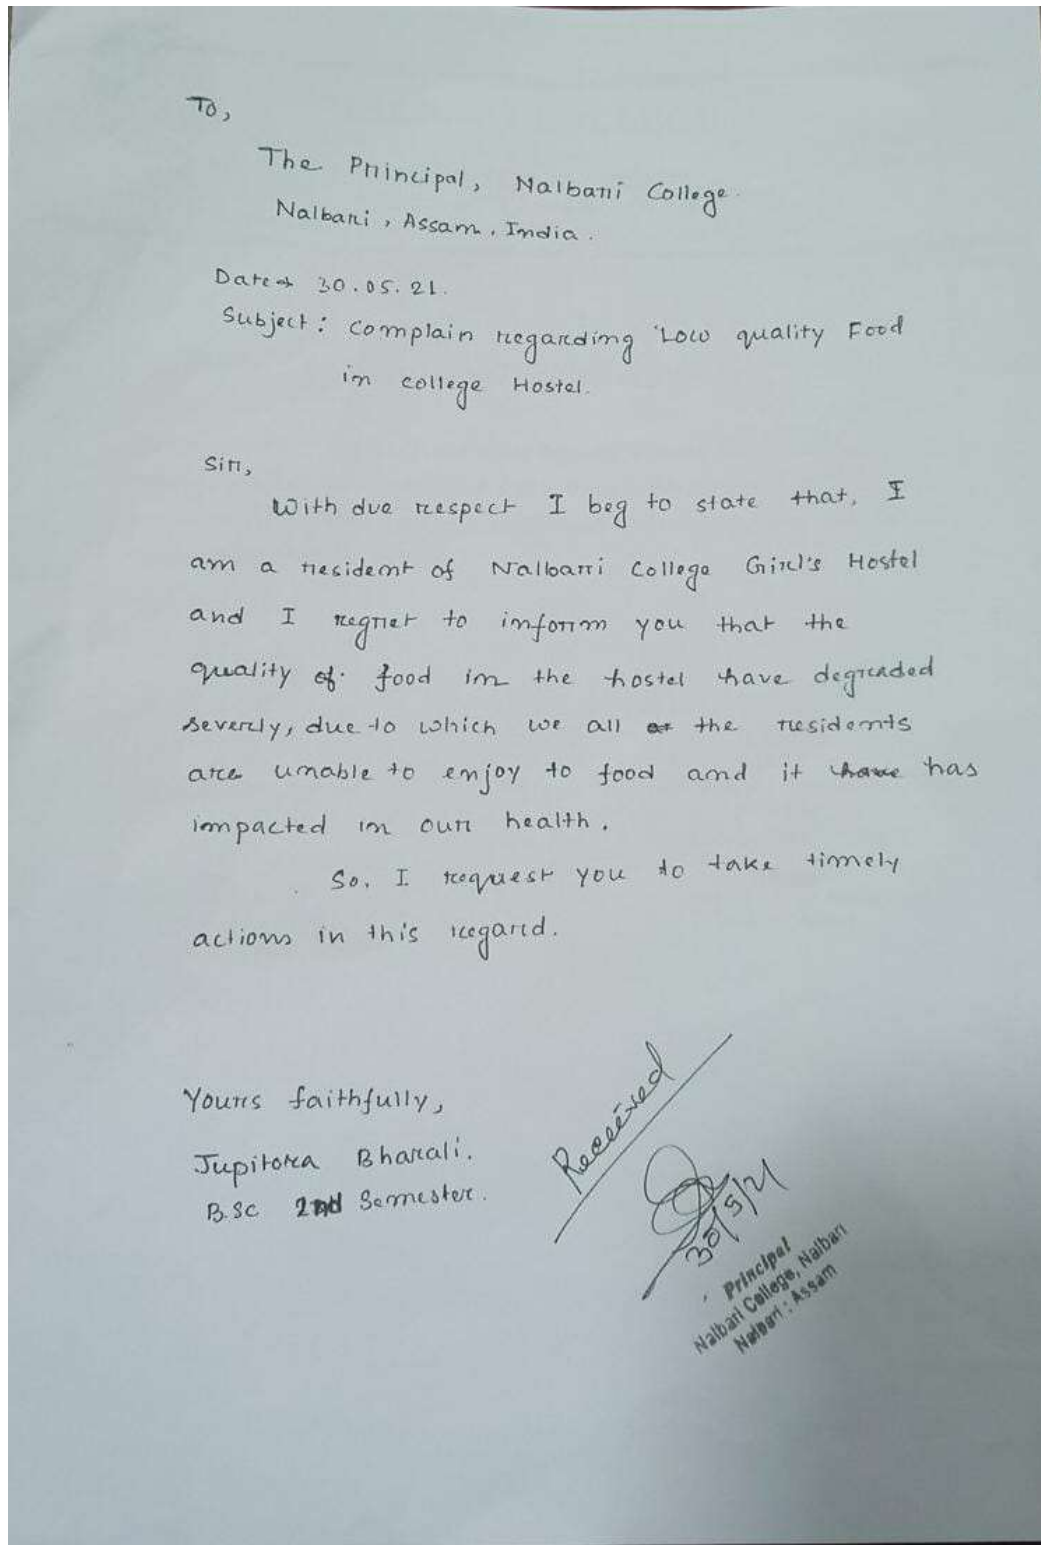 To,
The Principal, Nalbari College.
Nalbari, Assam, India.
Date→ 30.05.21.
Subject: Complain regarding Low quality Food
in college Hostel.
Sir,
With due respect I beg to state that, I
am a resident of Nalbari College Girl's Hostel
and I regret to inform you that the
quality of food in the hostel have degraded
severly, due to which we all the residents
are unable to enjoy to food and it have has
impacted in our health.
So, I request you to take timely
actions in this regard.
Yours faithfully,
Jupitora Bharali.
B.Sc 2nd Semester.
Received
30/5/21
Principal
Nalbari College, Nalbari
Nalbari : Assam